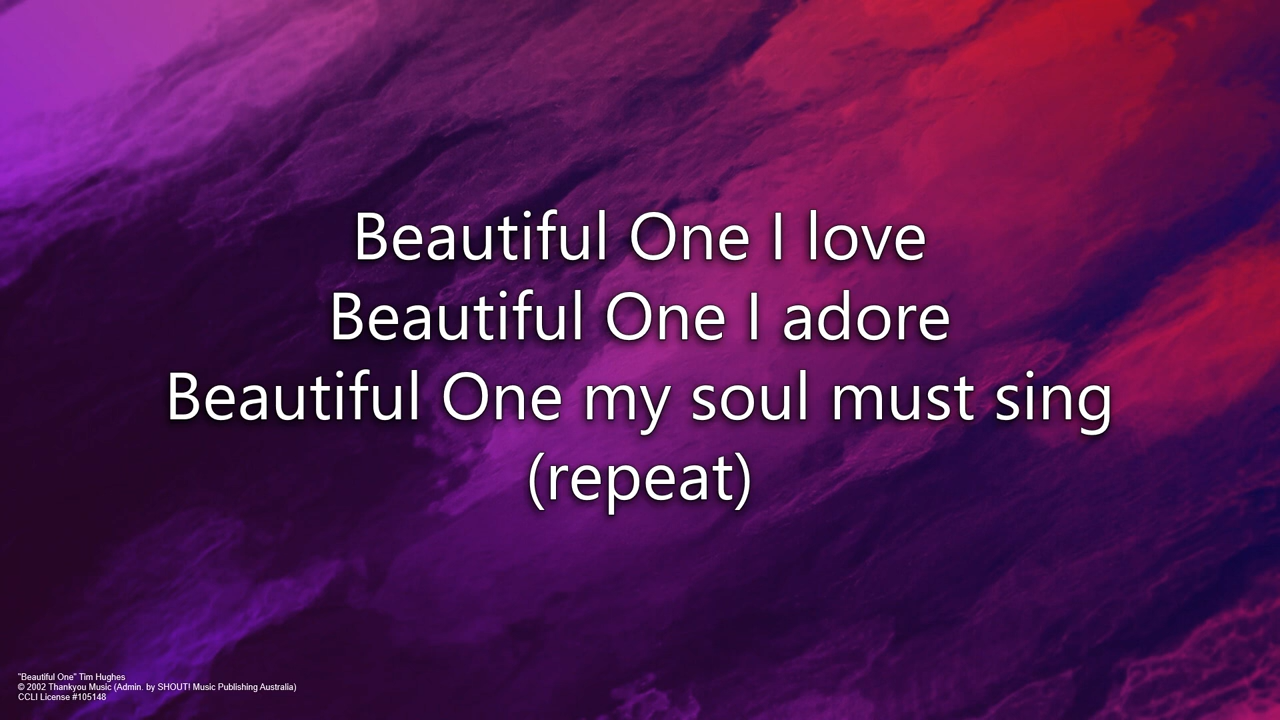 Beautiful One I love
Beautiful One I adore
Beautiful One my soul must sing
(repeat)
"Beautiful One" Tim Hughes
© 2002 Thankyou Music (Admin. by SHOUT! Music Publishing Australia)
CCLI License #105148